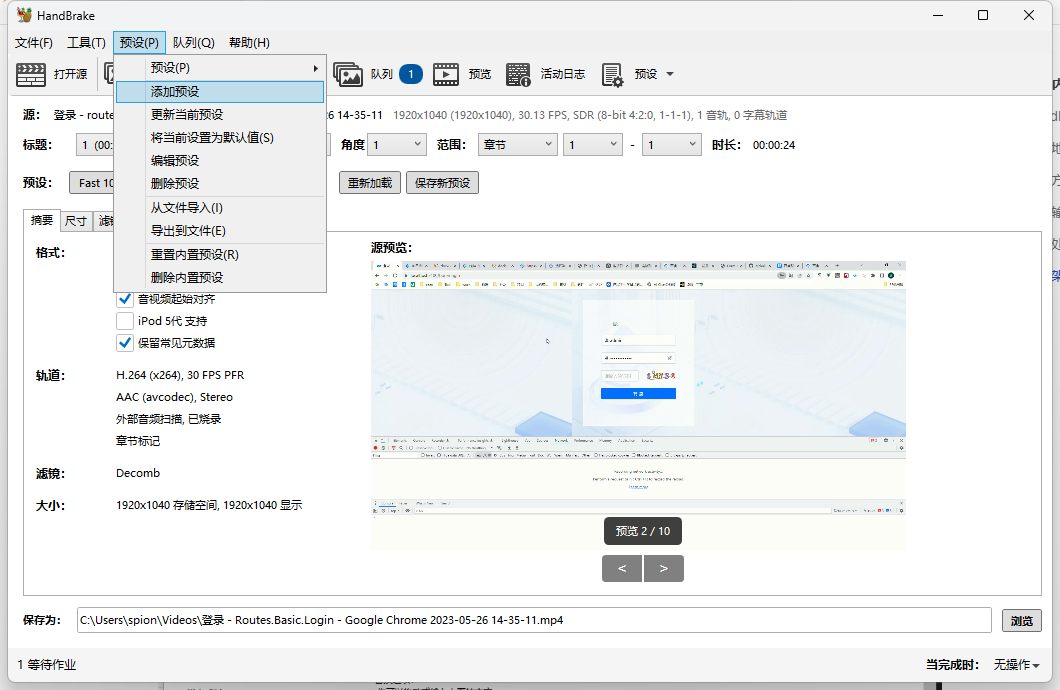 HandBrake
文件(F) 工具(T) 预设(P) 队列(Q) 帮助(H)
打开源 队列 1 预览 活动日志 预设
预设(P)
添加预设
更新当前预设
将当前设置为默认值(S)
编辑预设
删除预设
从文件导入(I)
导出到文件(E)
重置内置预设(R)
删除内置预设
源: 登录 - route 6 14-35-11 1920x1040 (1920x1040), 30.13 FPS, SDR (8-bit 4:2:0, 1-1-1), 1 音轨, 0 字幕轨道
标题: 1 (00: 角度 1 范围: 章节 1 - 1 时长: 00:00:24
预设: Fast 10 重新加载 保存新预设
摘要 尺寸
格式: 源预览:
音视频起始对齐
iPod 5代 支持
保留常见元数据
轨道: H.264 (x264), 30 FPS PFR
AAC (avcodec), Stereo
外部音频扫描, 已烧录
章节标记
滤镜: Decomb
大小: 1920x1040 存储空间, 1920x1040 显示
admin
预览 2 / 10
< >
保存为: C:\Users\spion\Videos\登录 - Routes.Basic.Login - Google Chrome 2023-05-26 14-35-11.mp4 浏览
1 等待作业 当完成时: 无操作